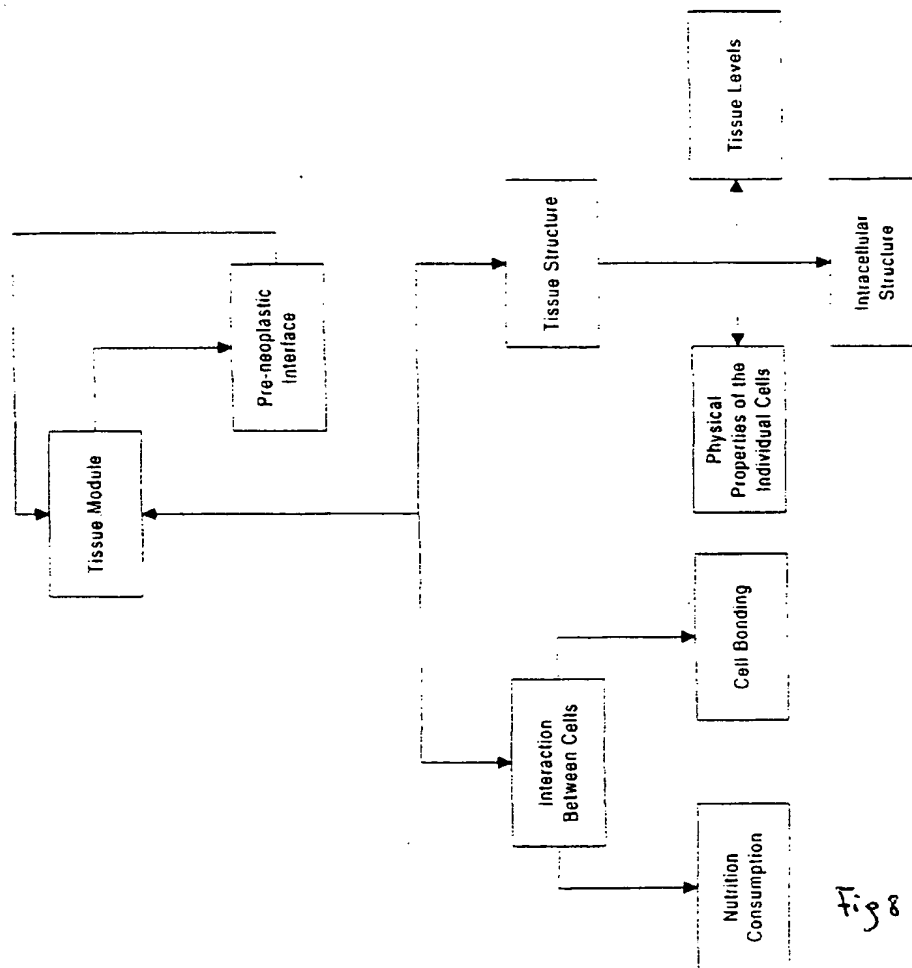 Tissue Module
Pre-neoplastic
Interface
Interaction
Between Cells
Tissue Structure
Nutrition
Consumption
Cell Bonding
Physical
Properties of the
Individual Cells
Tissue Levels
Intracellular
Structure
Fig 8